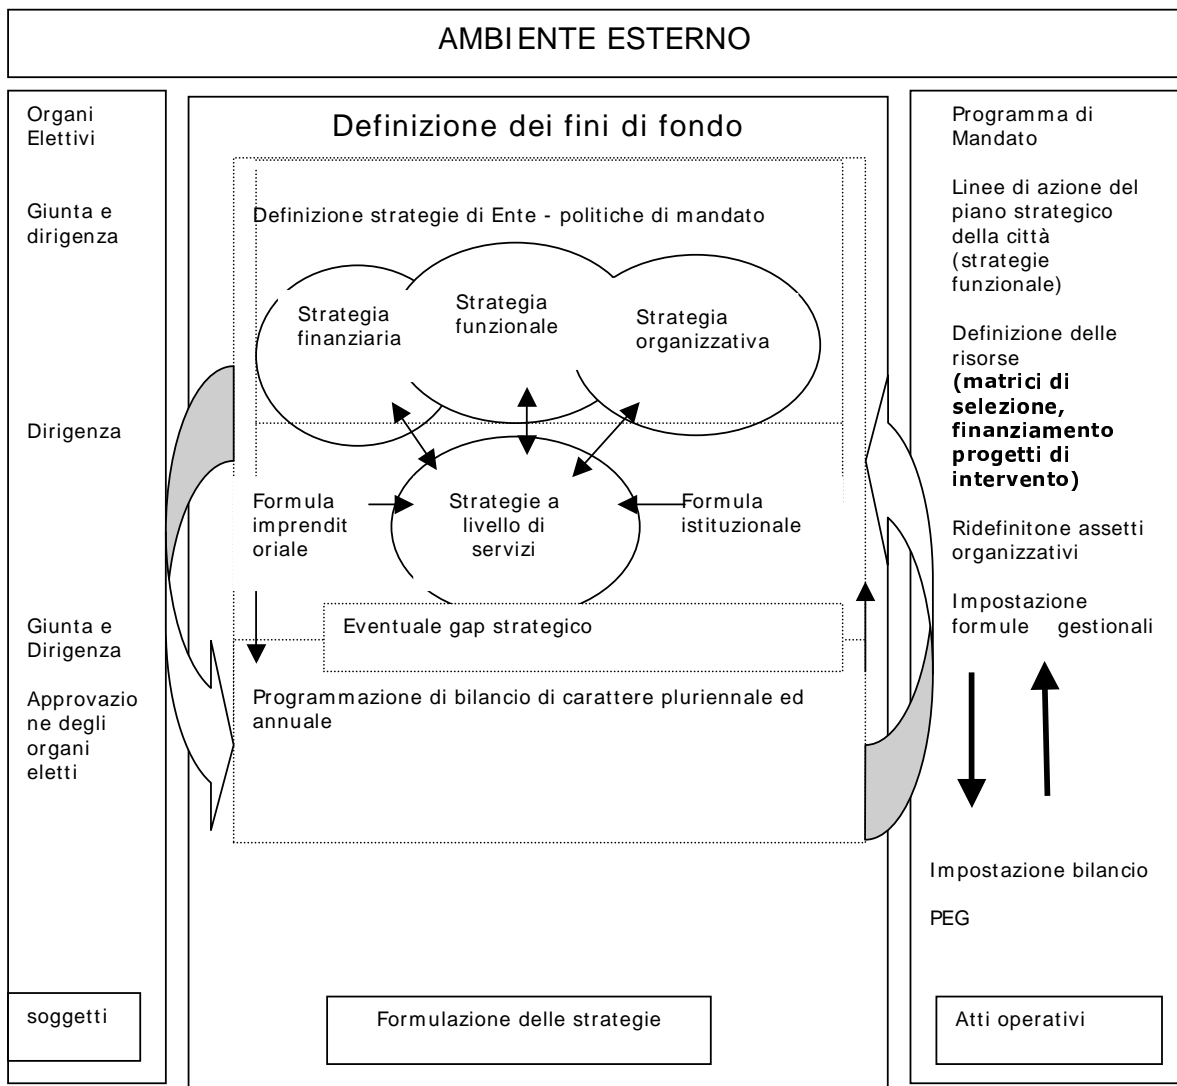 AMBIENTE ESTERNO
Organi
Elettivi
Giunta e
dirigenza
Dirigenza
Giunta e
Dirigenza
Approvazio
ne degli
organi
eletti
soggetti
Definizione dei fini di fondo
Definizione strategie di Ente - politiche di mandato
Strategia
finanziaria
Strategia
funzionale
Strategia
organizzativa
Formula
imprendit
oriale
Strategie a
livello di
servizi
Formula
istituzionale
Eventuale gap strategico
Programmazione di bilancio di carattere pluriennale ed
annuale
Formulazione delle strategie
Programma di
Mandato
Linee di azione del
piano strategico
della città
(strategie
funzionale)
Definizione delle
risorse
(matrici di
selezione,
finanziamento
progetti di
intervento)
Ridefinitone assetti
organizzativi
Impostazione
formule gestionali
Impostazione bilancio
PEG
Atti operativi